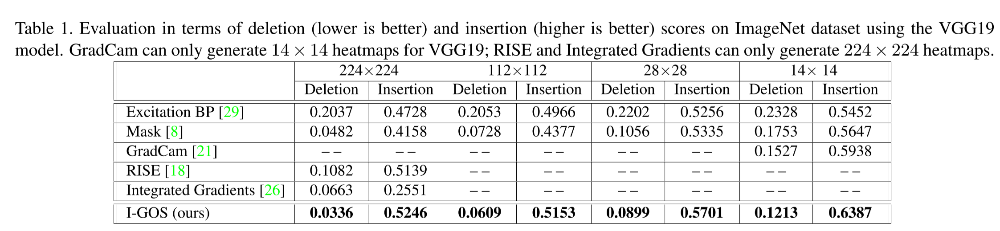 Table 1. Evaluation in terms of deletion (lower is better) and insertion (higher is better) scores on ImageNet dataset using the VGG19
model. GradCam can only generate 14 × 14 heatmaps for VGG19; RISE and Integrated Gradients can only generate 224 × 224 heatmaps.
224×224 112×112 28×28 14× 14
Deletion Insertion Deletion Insertion Deletion Insertion Deletion Insertion
Excitation BP [29] 0.2037 0.4728 0.2053 0.4966 0.2202 0.5256 0.2328 0.5452
Mask [8] 0.0482 0.4158 0.0728 0.4377 0.1056 0.5335 0.1753 0.5647
GradCam [21] −− −− −− −− −− −− 0.1527 0.5938
RISE [18] 0.1082 0.5139 −− −− −− −− −− −−
Integrated Gradients [26] 0.0663 0.2551 −− −− −− −− −− −−
I-GOS (ours) 0.0336 0.5246 0.0609 0.5153 0.0899 0.5701 0.1213 0.6387